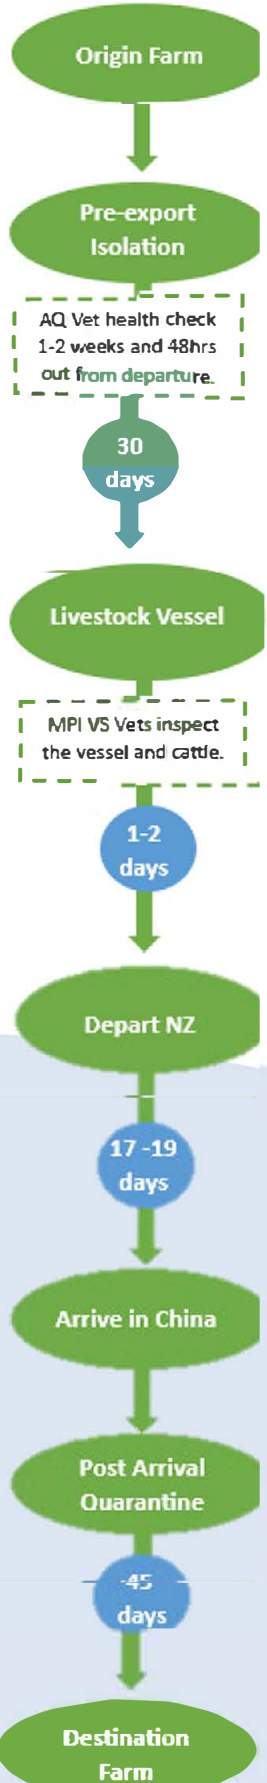 Origin Farm
Pre-export
Isolation
AQ Vet health check
1-2 weeks and 48hrs
out from departure.
30
days
Livestock Vessel
MPI VS Vets inspect
the vessel and cattle.
1-2
days
Depart NZ
17 -19
days
Arrive in China
Post Arrival
Quarantine
-45
days
Destination
Farm